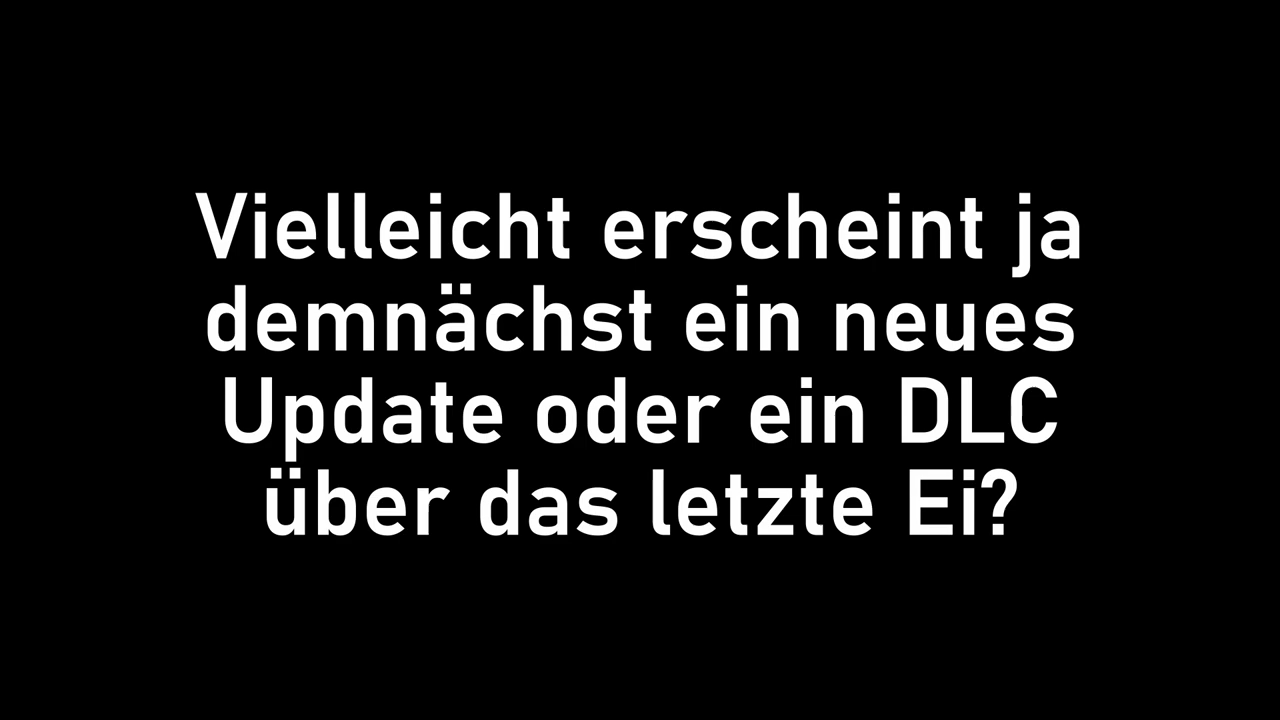 Vielleicht erscheint ja
demnächst ein neues
Update oder ein DLC
über das letzte Ei?